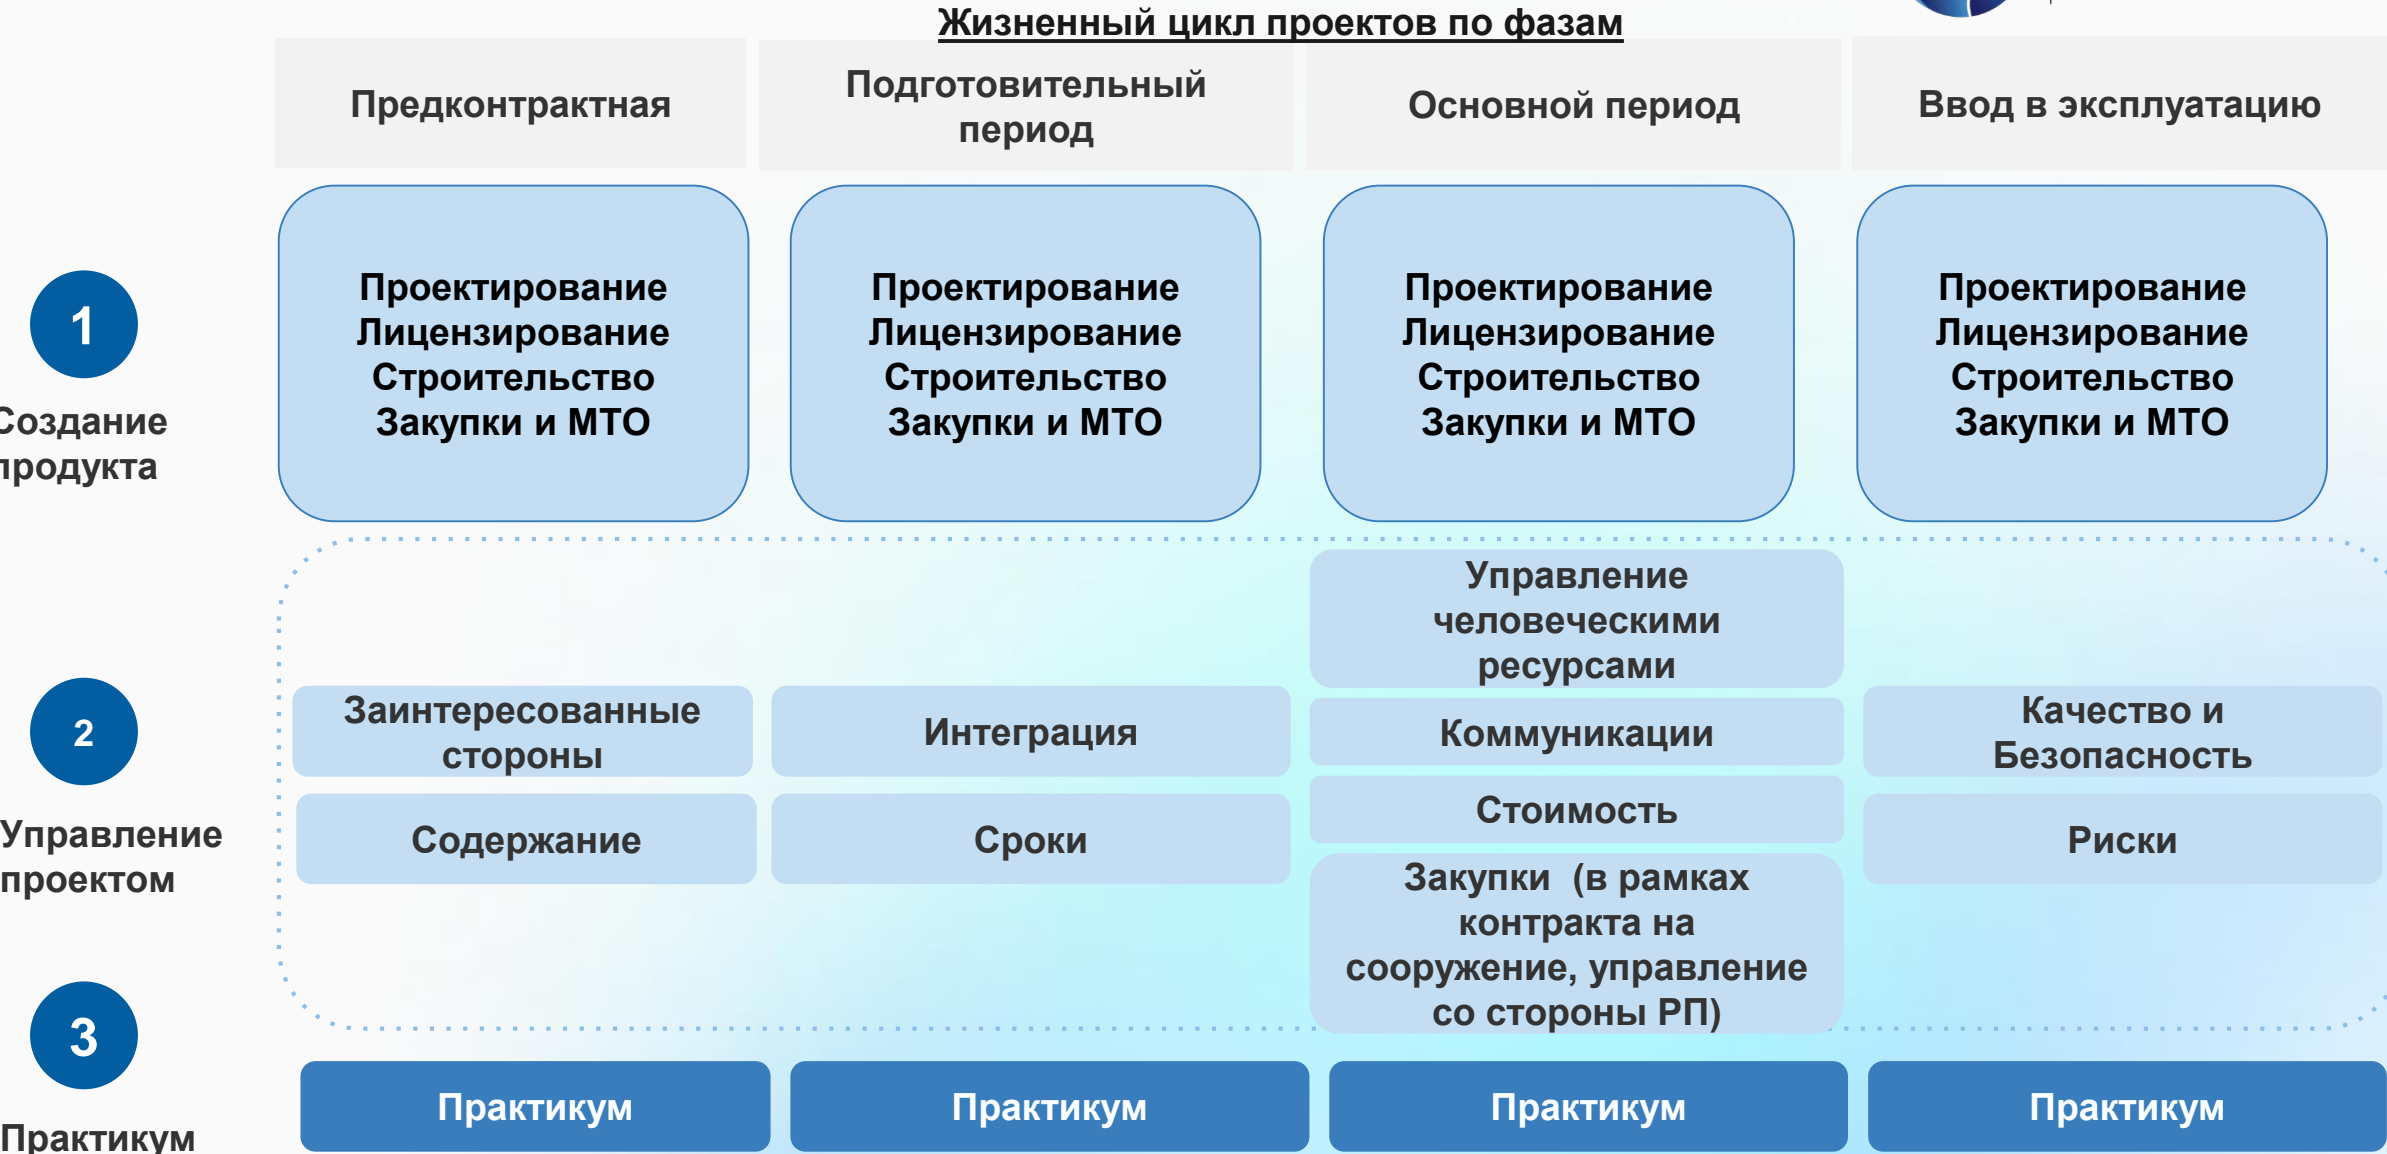 Жизненный цикл проектов по фазам
Предконтрактная
Подготовительный
период
Основной период
Ввод в эксплуатацию
1
Создание
продукта
Проектирование
Лицензирование
Строительство
Закупки и МТО
Проектирование
Лицензирование
Строительство
Закупки и МТО
Проектирование
Лицензирование
Строительство
Закупки и МТО
Проектирование
Лицензирование
Строительство
Закупки и МТО
2
Управление
проектом
Заинтересованные
стороны
Содержание
Интеграция
Сроки
Управление
человеческими
ресурсами
Коммуникации
Стоимость
Закупки  (в рамках
контракта на
сооружение, управление
со стороны РП)
Качество и
Безопасность
Риски
3
Практикум
Практикум
Практикум
Практикум
Практикум